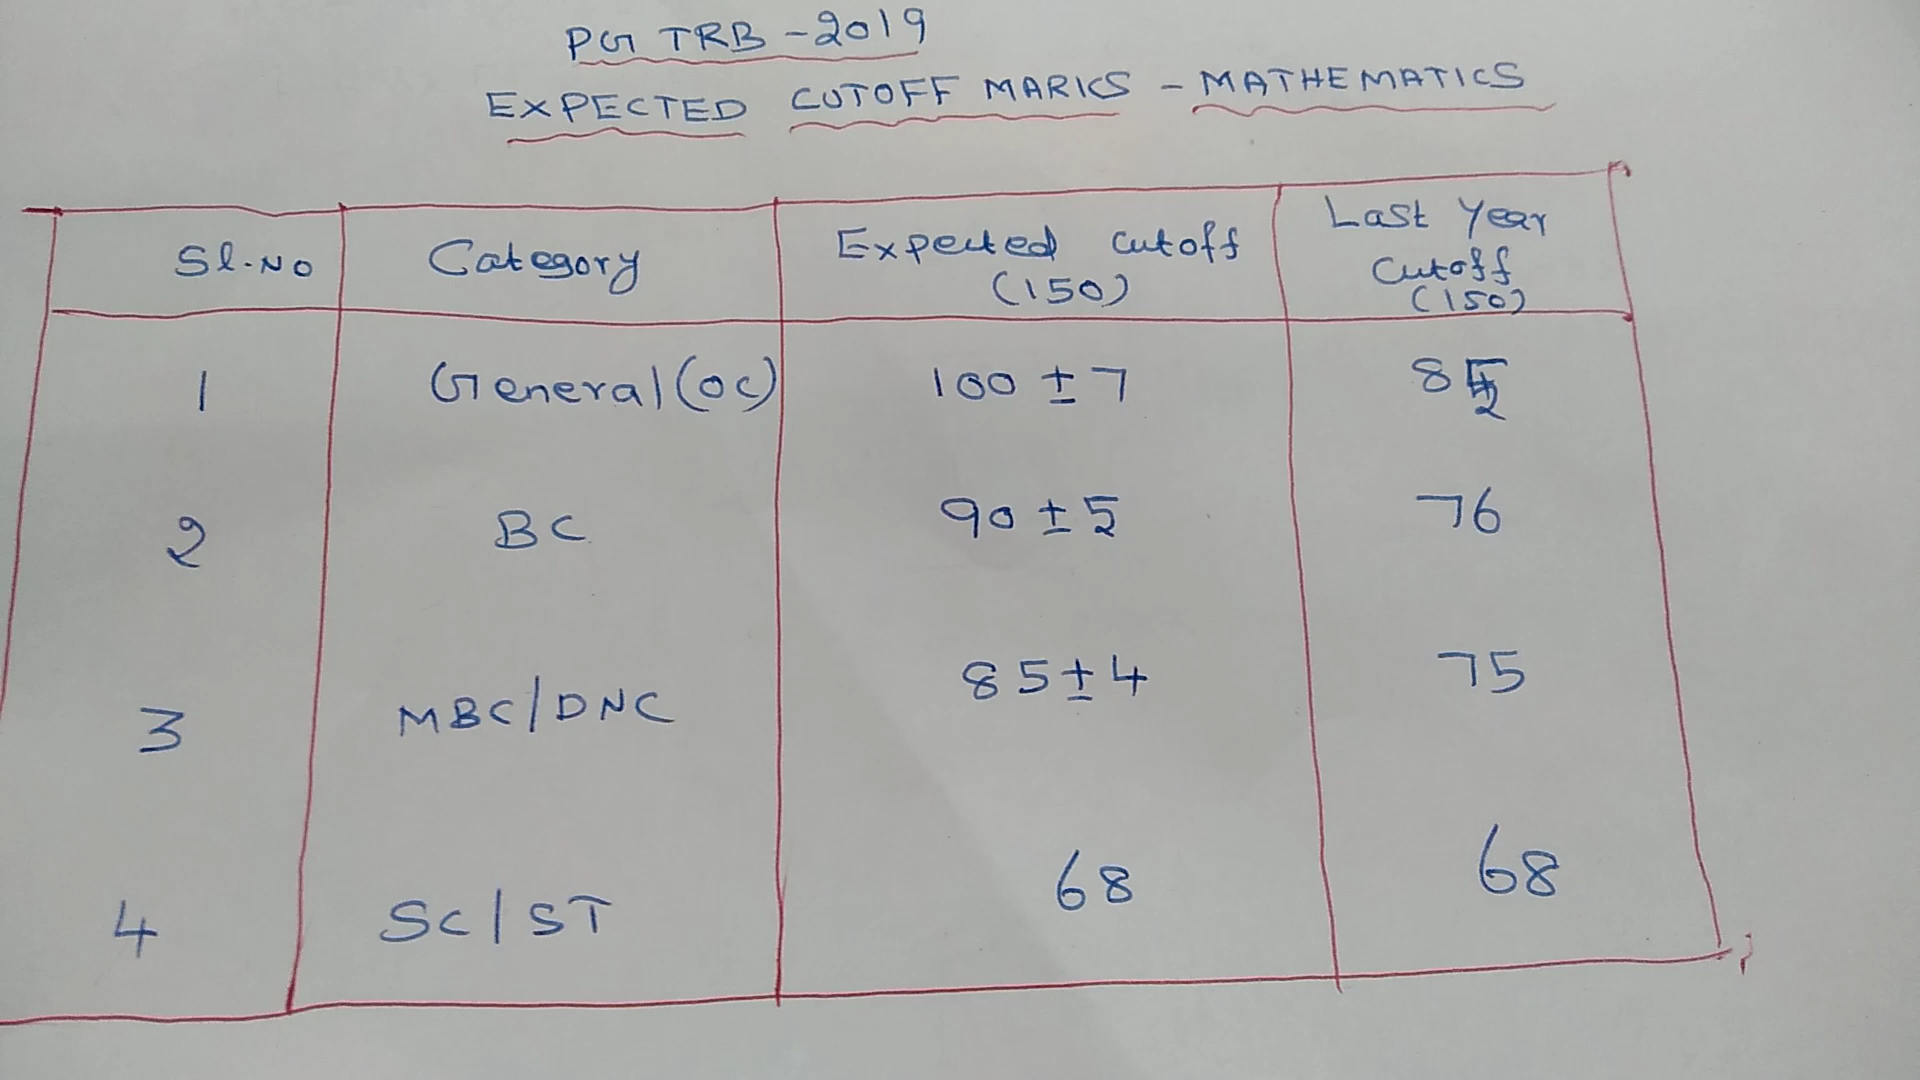 PG TRB - 2019
EXPECTED CUTOFF MARKS - MATHEMATICS
Sl.No Category Expected cutoff (150) Last Year Cutoff (150)
1 General (OC) 100 ± 7
2 BC 90 ± 5 76
3 MBC/DNC 85 ± 4 75
4 SC/ST 68 68